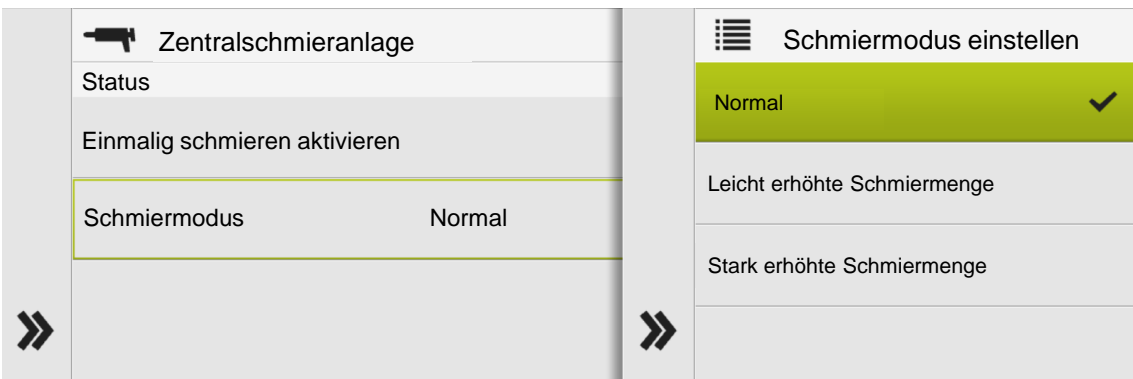 Zentralschmieranlage
Status
Einmalig schmieren aktivieren
Schmiermodus Normal
Schmiermodus einstellen
Normal
Leicht erhöhte Schmiermenge
Stark erhöhte Schmiermenge